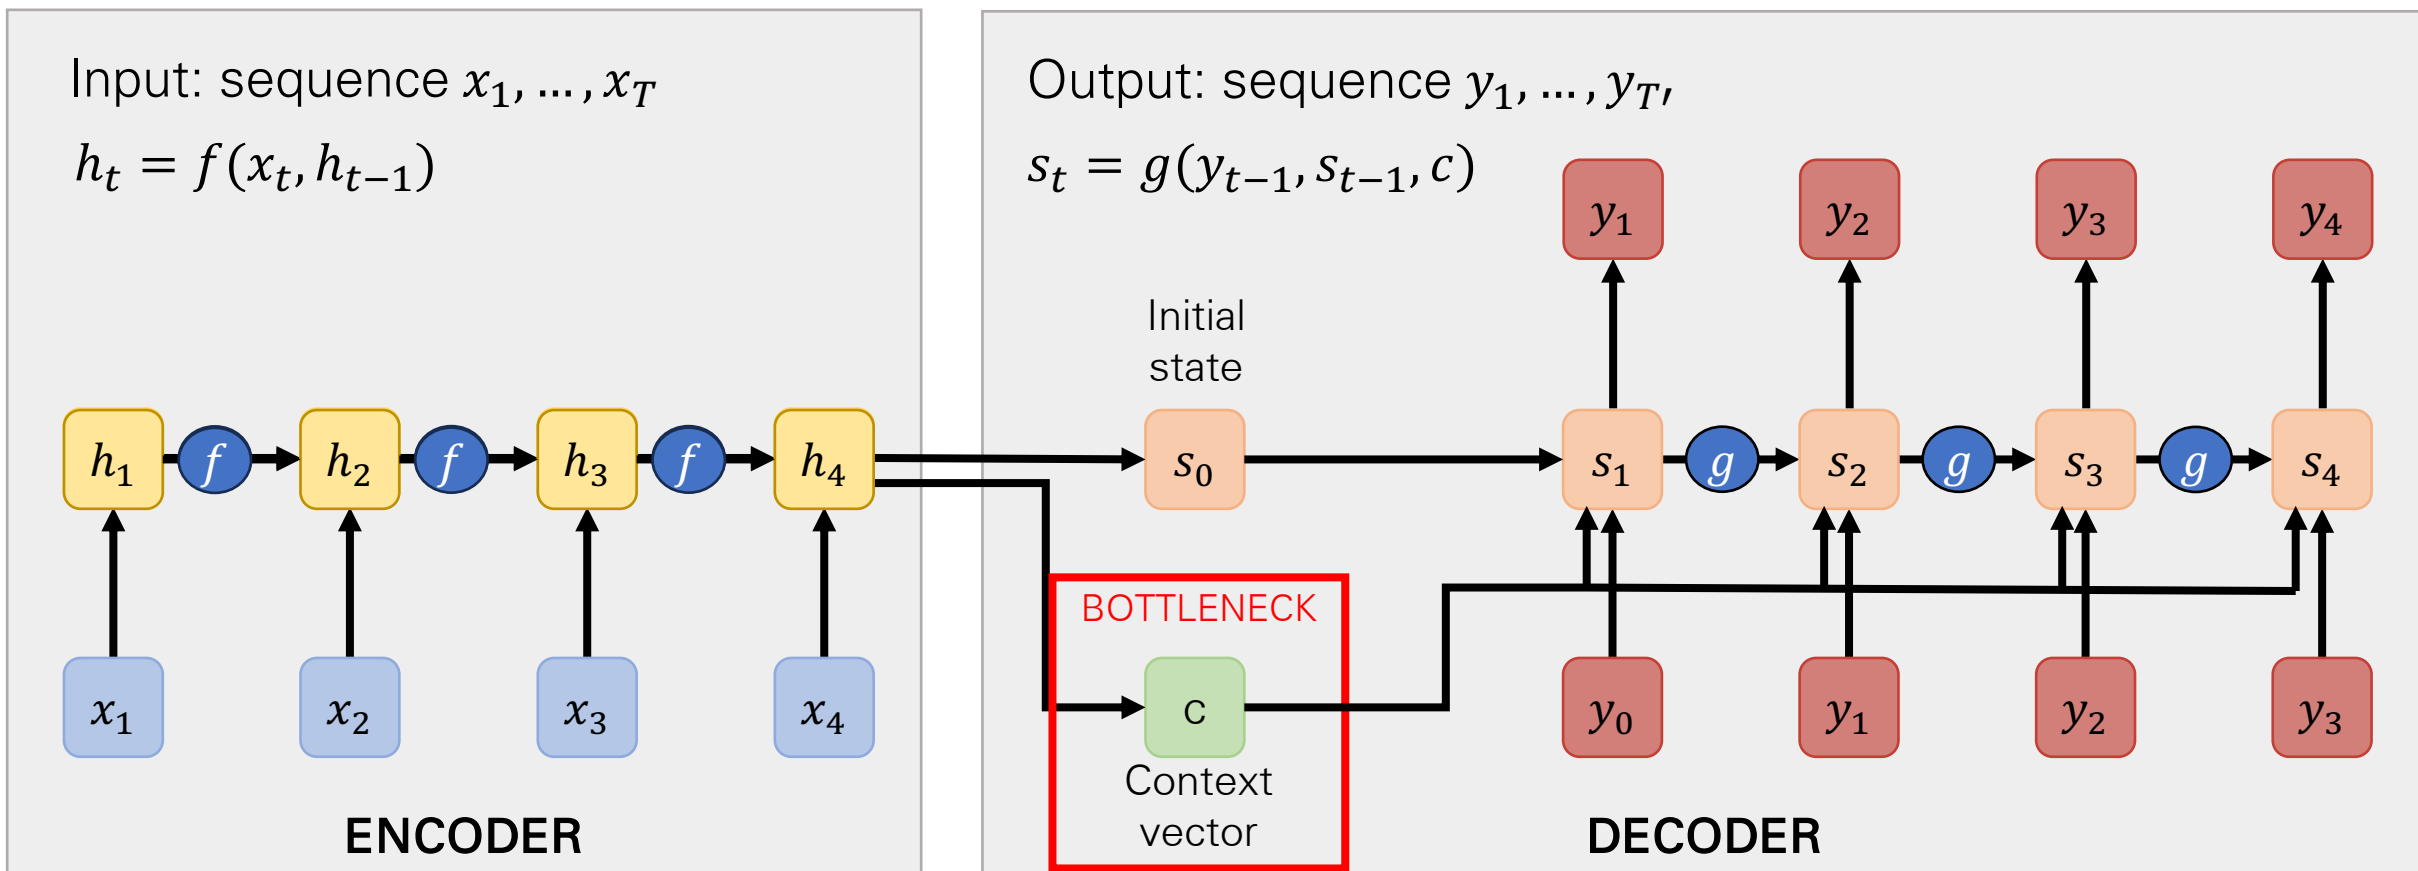 Input: sequence x₁, … , x_T
h_t = f(x_t, h_{t−1})
h₁ f h₂ f h₃ f h₄
x₁ x₂ x₃ x₄
ENCODER
Output: sequence y₁, … , y_{T′}
s_t = g(y_{t−1}, s_{t−1}, c)
y₁ y₂ y₃ y₄
Initial
state
s₀ s₁ g s₂ g s₃ g s₄
BOTTLENECK
c y₀ y₁ y₂ y₃
Context
vector
DECODER